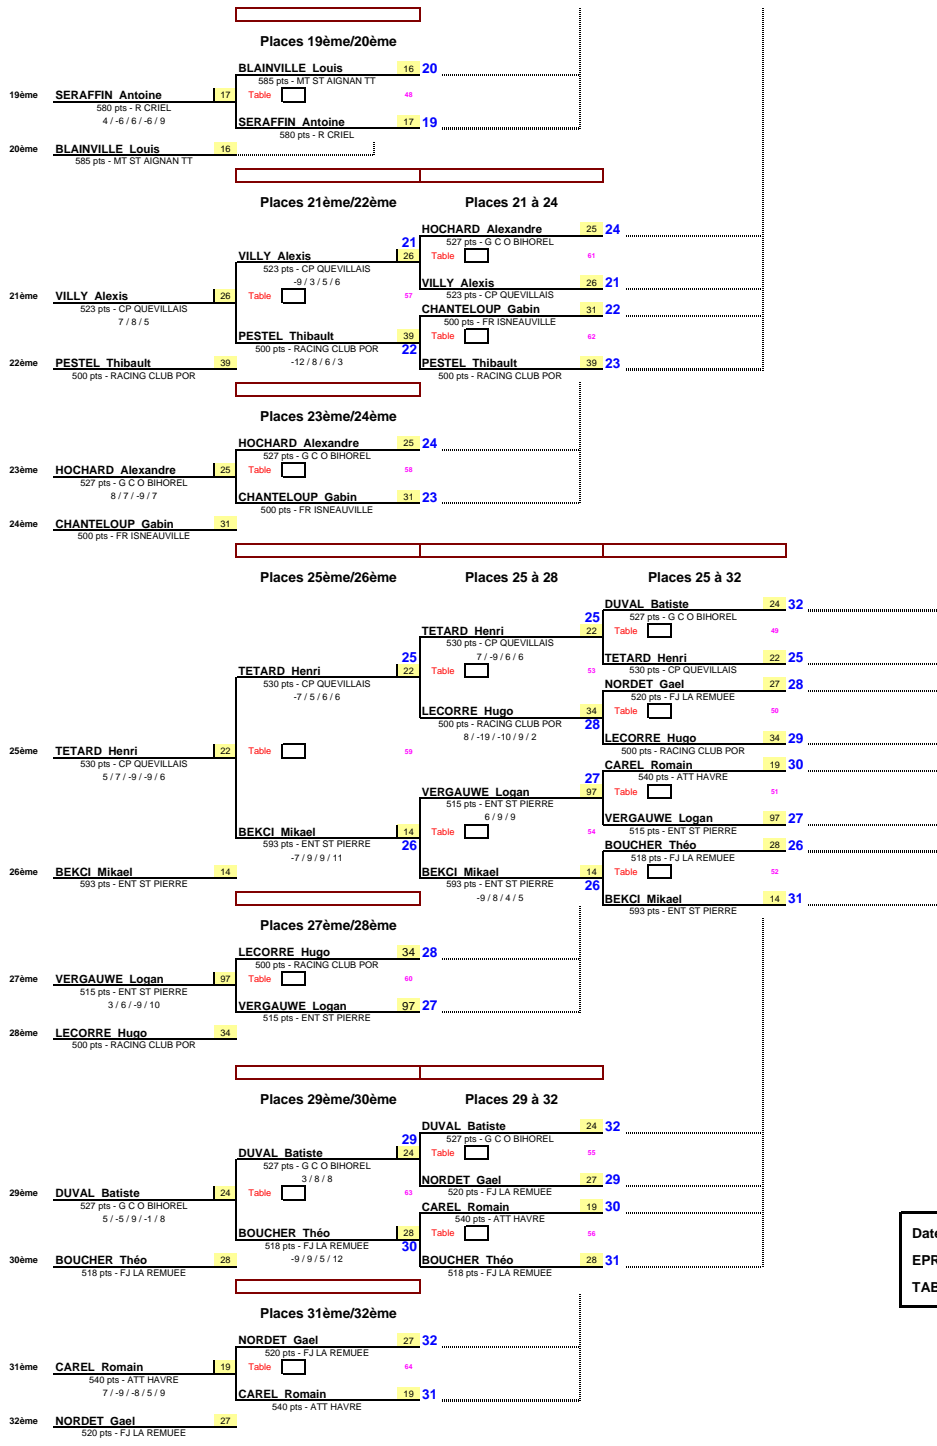 Places 19ème/20ème
BLAINVILLE Louis 16 20
585 pts - MT ST AIGNAN TT
19ème SERAFFIN Antoine 17 Table 48
580 pts - R CRIEL
4 / -6 / 6 / -6 / 9
SERAFFIN Antoine 17 19
580 pts - R CRIEL
20ème BLAINVILLE Louis 16
585 pts - MT ST AIGNAN TT
Places 21ème/22ème Places 21 à 24
HOCHARD Alexandre 25 24
527 pts - G C O BIHOREL
21
VILLY Alexis 26 Table 61
523 pts - CP QUEVILLAIS
-9 / 3 / 5 / 6
VILLY Alexis 26 21
523 pts - CP QUEVILLAIS
21ème VILLY Alexis 26 Table 57
523 pts - CP QUEVILLAIS
7 / 8 / 5
CHANTELOUP Gabin 31 22
500 pts - FR ISNEAUVILLE
PESTEL Thibault 39 Table 62
500 pts - RACING CLUB POR 22
-12 / 8 / 6 / 3
22ème PESTEL Thibault 39
500 pts - RACING CLUB POR
PESTEL Thibault 39 23
500 pts - RACING CLUB POR
Places 23ème/24ème
HOCHARD Alexandre 25 24
527 pts - G C O BIHOREL
23ème HOCHARD Alexandre 25 Table 58
527 pts - G C O BIHOREL
8 / 7 / -9 / 7
CHANTELOUP Gabin 31 23
500 pts - FR ISNEAUVILLE
24ème CHANTELOUP Gabin 31
500 pts - FR ISNEAUVILLE
Places 25ème/26ème Places 25 à 28 Places 25 à 32
DUVAL Batiste 24 32
527 pts - G C O BIHOREL
25
TETARD Henri 22 Table 49
530 pts - CP QUEVILLAIS
7 / -9 / 6 / 6
TETARD Henri 22 25
530 pts - CP QUEVILLAIS
25
TETARD Henri 22 Table 53
530 pts - CP QUEVILLAIS
-7 / 5 / 6 / 6
NORDET Gael 27 28
520 pts - FJ LA REMUEE
LECORRE Hugo 34 Table 50
500 pts - RACING CLUB POR 28
8 / -19 / -10 / 9 / 2
LECORRE Hugo 34 29
500 pts - RACING CLUB POR
25ème TETARD Henri 22 Table 59
530 pts - CP QUEVILLAIS
5 / 7 / -9 / -9 / 6
CAREL Romain 19 30
540 pts - ATT HAVRE
27
VERGAUWE Logan 97 Table 51
515 pts - ENT ST PIERRE
6 / 9 / 9
VERGAUWE Logan 97 27
515 pts - ENT ST PIERRE
BEKCI Mikael 14 Table 54
593 pts - ENT ST PIERRE 26
-7 / 9 / 9 / 11
BOUCHER Théo 28 26
518 pts - FJ LA REMUEE
26ème BEKCI Mikael 14
593 pts - ENT ST PIERRE
BEKCI Mikael 14 Table 52
593 pts - ENT ST PIERRE 26
-9 / 8 / 4 / 5
BEKCI Mikael 14 31
593 pts - ENT ST PIERRE
Places 27ème/28ème
LECORRE Hugo 34 28
500 pts - RACING CLUB POR
27ème VERGAUWE Logan 97 Table 60
515 pts - ENT ST PIERRE
3 / 6 / -9 / 10
VERGAUWE Logan 97 27
515 pts - ENT ST PIERRE
28ème LECORRE Hugo 34
500 pts - RACING CLUB POR
Places 29ème/30ème Places 29 à 32
DUVAL Batiste 24 32
527 pts - G C O BIHOREL
29
DUVAL Batiste 24 Table 55
527 pts - G C O BIHOREL
3 / 8 / 8
NORDET Gael 27 29
520 pts - FJ LA REMUEE
29ème DUVAL Batiste 24 Table 63
527 pts - G C O BIHOREL
5 / -5 / 9 / -1 / 8
CAREL Romain 19 30
540 pts - ATT HAVRE
BOUCHER Théo 28 Table 56
518 pts - FJ LA REMUEE 30
-9 / 9 / 5 / 12
30ème BOUCHER Théo 28
518 pts - FJ LA REMUEE
BOUCHER Théo 28 31
518 pts - FJ LA REMUEE
Date
EPR
TAB
Places 31ème/32ème
NORDET Gael 27 32
520 pts - FJ LA REMUEE
31ème CAREL Romain 19 Table 64
540 pts - ATT HAVRE
7 / -9 / -8 / 5 / 9
CAREL Romain 19 31
540 pts - ATT HAVRE
32ème NORDET Gael 27
520 pts - FJ LA REMUEE